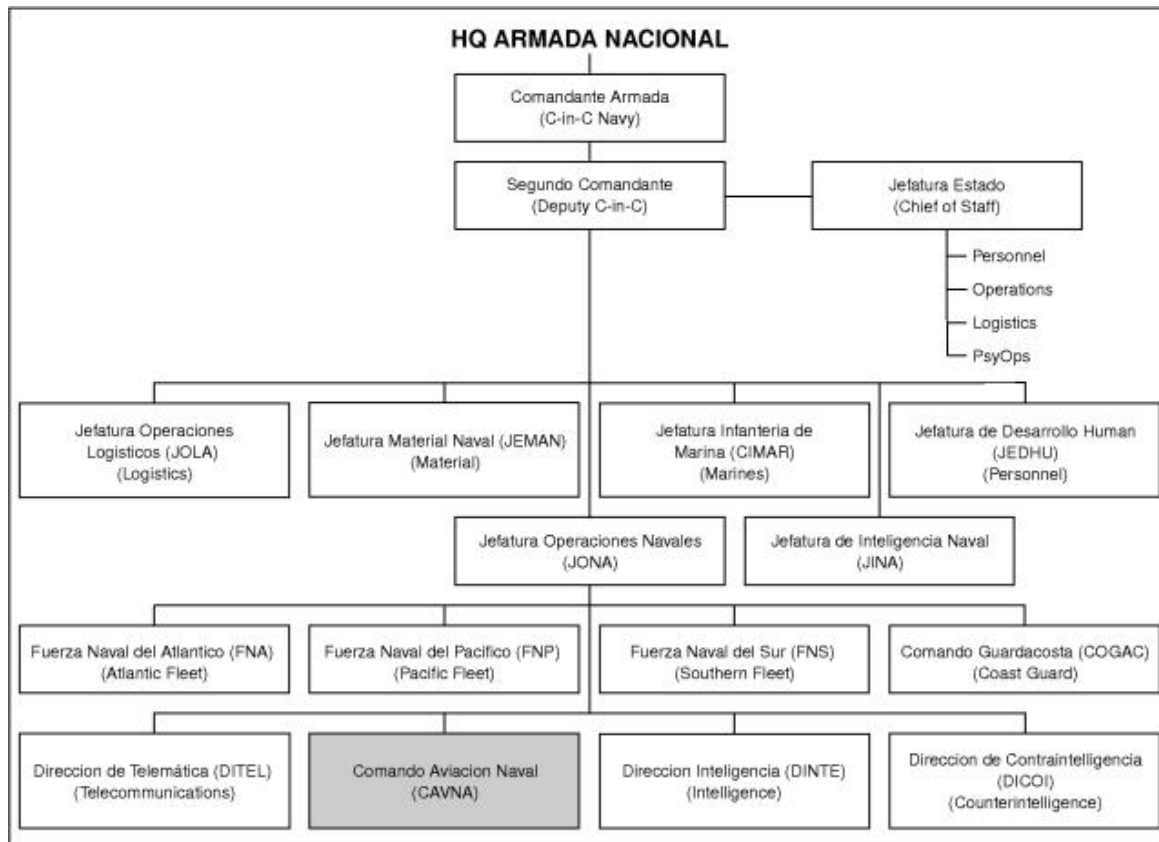 HQ ARMADA NACIONAL
Comandante Armada
(C-in-C Navy)
Segundo Comandante
(Deputy C-in-C)
Jefatura Estado
(Chief of Staff)
Personnel
Operations
Logistics
PsyOps
Jefatura Operaciones
Logisticos (JOLA)
(Logistics)
Jefatura Material Naval (JEMAN)
(Material)
Jefatura Infanteria de
Marina (CIMAR)
(Marines)
Jefatura de Desarrollo Human
(JEDHU)
(Personnel)
Jefatura Operaciones Navales
(JONA)
Jefatura de Inteligencia Naval
(JINA)
Fuerza Naval del Atlantico (FNA)
(Atlantic Fleet)
Fuerza Naval del Pacifico (FNP)
(Pacific Fleet)
Fuerza Naval del Sur (FNS)
(Southern Fleet)
Comando Guardacosta (COGAC)
(Coast Guard)
Direccion de Telemática (DITEL)
(Telecommunications)
Comando Aviacion Naval
(CAVNA)
Direccion Inteligencia (DINTE)
(Intelligence)
Direccion de Contraintelligencia
(DICOI)
(Counterintelligence)